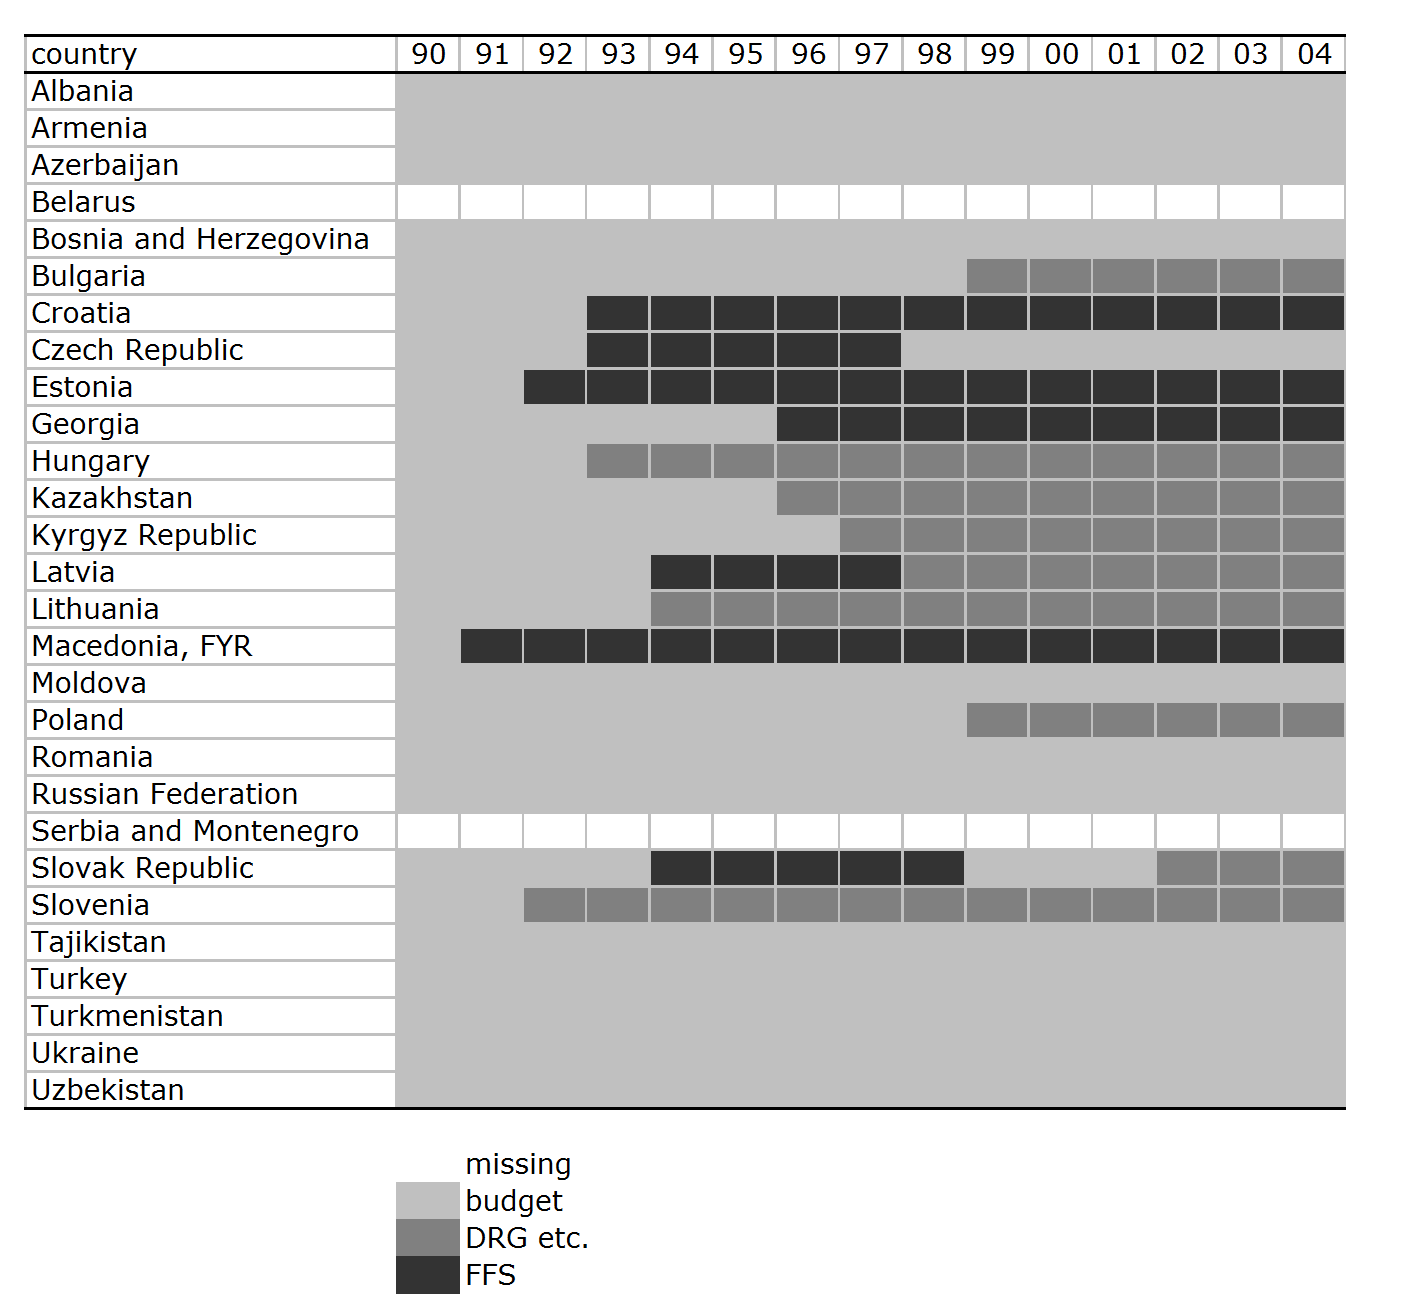 country 90 91 92 93 94 95 96 97 98 99 00 01 02 03 04
Albania
Armenia
Azerbaijan
Belarus
Bosnia and Herzegovina
Bulgaria
Croatia
Czech Republic
Estonia
Georgia
Hungary
Kazakhstan
Kyrgyz Republic
Latvia
Lithuania
Macedonia, FYR
Moldova
Poland
Romania
Russian Federation
Serbia and Montenegro
Slovak Republic
Slovenia
Tajikistan
Turkey
Turkmenistan
Ukraine
Uzbekistan
missing
budget
DRG etc.
FFS